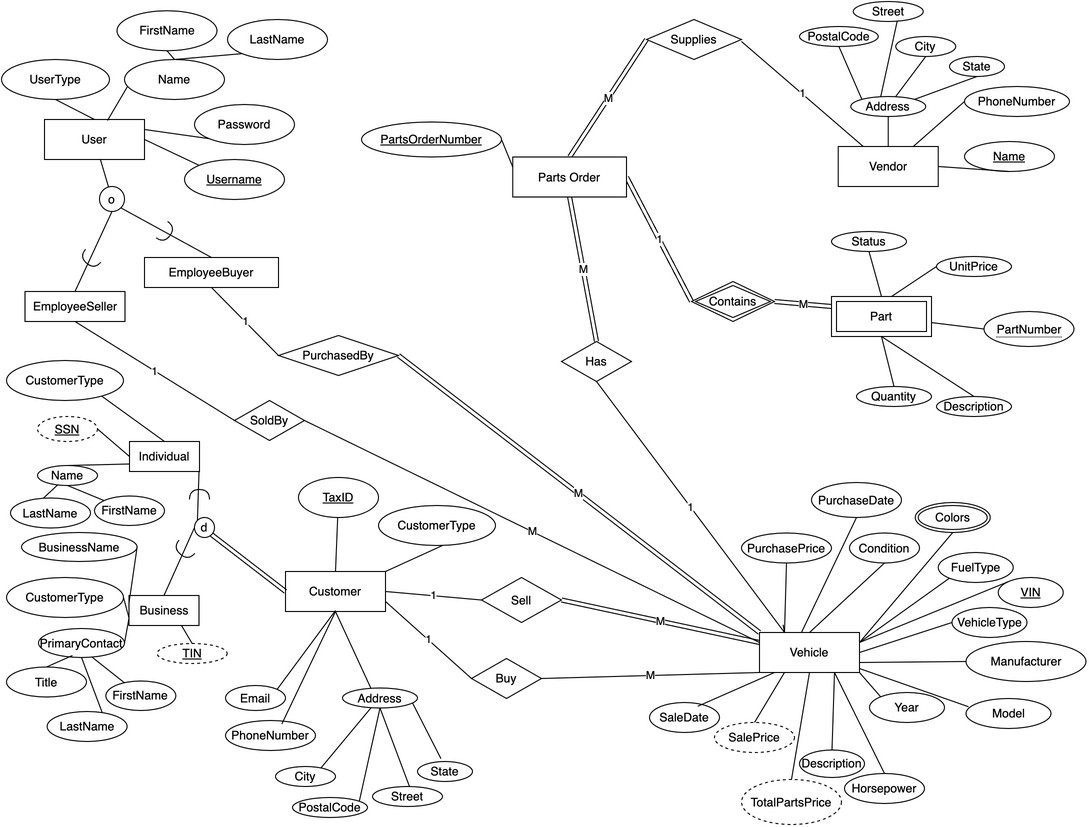 FirstName
LastName
UserType
Name
Password
User
Username
o
EmployeeBuyer
EmployeeSeller
1
PurchasedBy
1
SoldBy
M
M
PartsOrderNumber
Parts Order
M
Supplies
1
Street
PostalCode
City
State
Address
PhoneNumber
Vendor
Name
1
Contains
M
Status
UnitPrice
Part
PartNumber
Quantity
Description
M
Has
1
CustomerType
SSN
Individual
Name
LastName
FirstName
d
BusinessName
CustomerType
Business
PrimaryContact
TIN
Title
FirstName
LastName
TaxID
CustomerType
Customer
1
Sell
M
1
Buy
M
Email
PhoneNumber
Address
City
PostalCode
Street
State
PurchaseDate
PurchasePrice
Condition
Colors
FuelType
VIN
VehicleType
Vehicle
Manufacturer
Model
Year
SaleDate
SalePrice
Description
Horsepower
TotalPartsPrice